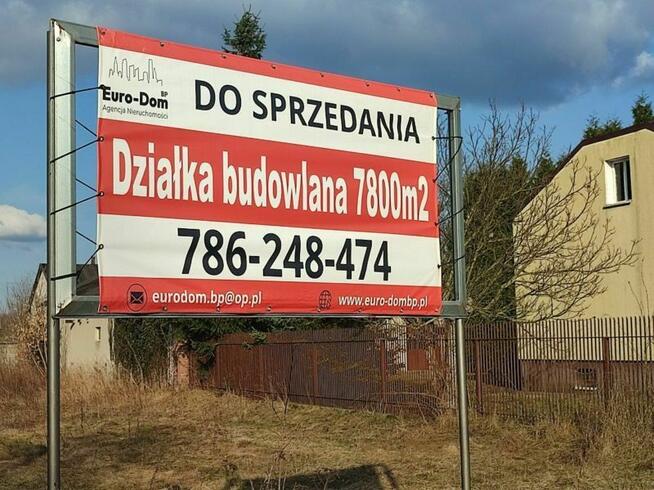 Euro-Dom BP
Agencja Nieruchomości
DO SPRZEDANIA
Działka budowlana 7800m2
786-248-474
eurodom.bp@op.pl
www.euro-dombp.pl